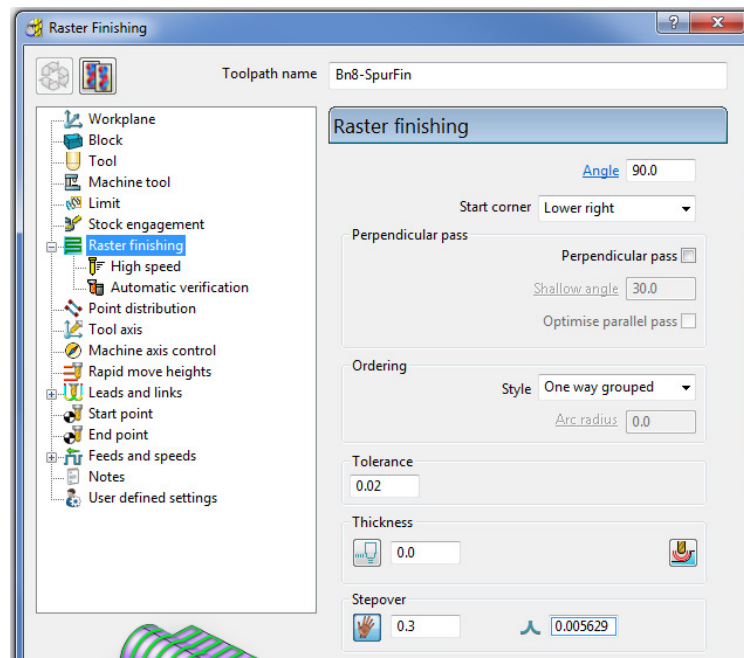 Raster Finishing
Toolpath name Bn8-SpurFin
Workplane
Block
Tool
Machine tool
Limit
Stock engagement
Raster finishing
High speed
Automatic verification
Point distribution
Tool axis
Machine axis control
Rapid move heights
Leads and links
Start point
End point
Feeds and speeds
Notes
User defined settings
Raster finishing
Angle 90.0
Start corner Lower right
Perpendicular pass
Perpendicular pass
Shallow angle 30.0
Optimise parallel pass
Ordering
Style One way grouped
Arc radius 0.0
Tolerance
0.02
Thickness
0.0
Stepover
0.3 0.005629